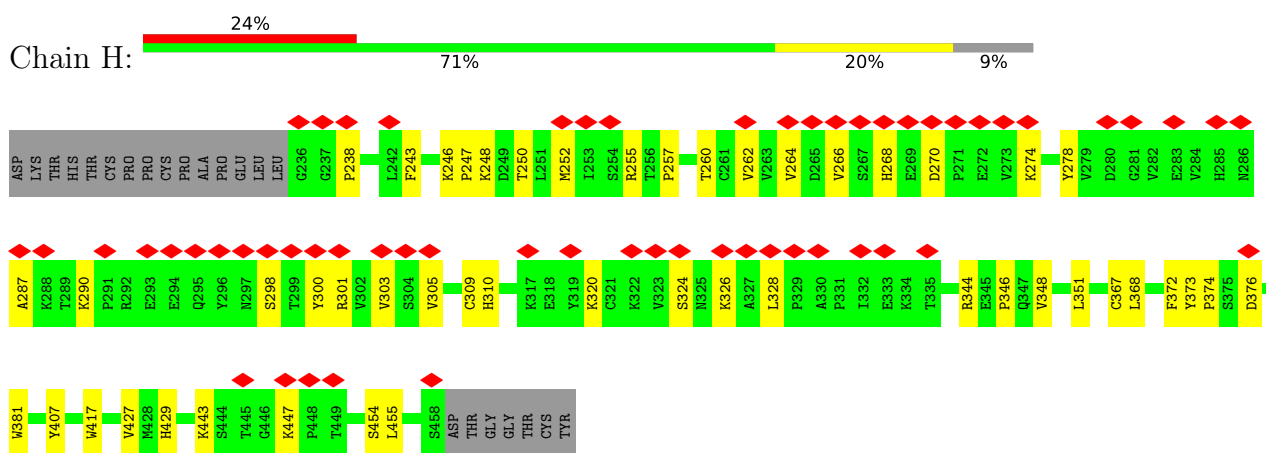 24%
Chain H:
71% 20% 9%
ASP LYS THR HIS THR CYS PRO PRO CYS PRO ALA PRO GLU LEU LEU G236 G237 P238 L242 F243 K246 P247 K248 D249 T250 L251 M252 I253 S254 R255 T256 P257 T260 C261 V262 V263 V264 D265 V266 S267 H268 E269 D270 P271 E272 V273 K274 Y278 V279 D280 G281 V282 E283 V284 H285 N286
A287 K288 T289 K290 P291 R292 E293 E294 Q295 Y296 N297 S298 T299 Y300 R301 V302 V303 S304 V305 C309 H310 K317 E318 Y319 K320 C321 K322 V323 S324 N325 K326 A327 L328 P329 A330 P331 I332 E333 K334 T335 R344 E345 P346 Q347 V348 L351 C367 L368 F372 Y373 P374 S375 D376
W381 Y407 W417 V427 M428 H429 K443 S444 T445 G446 K447 P448 T449 S454 L455 S458 ASP THR GLY GLY THR CYS TYR